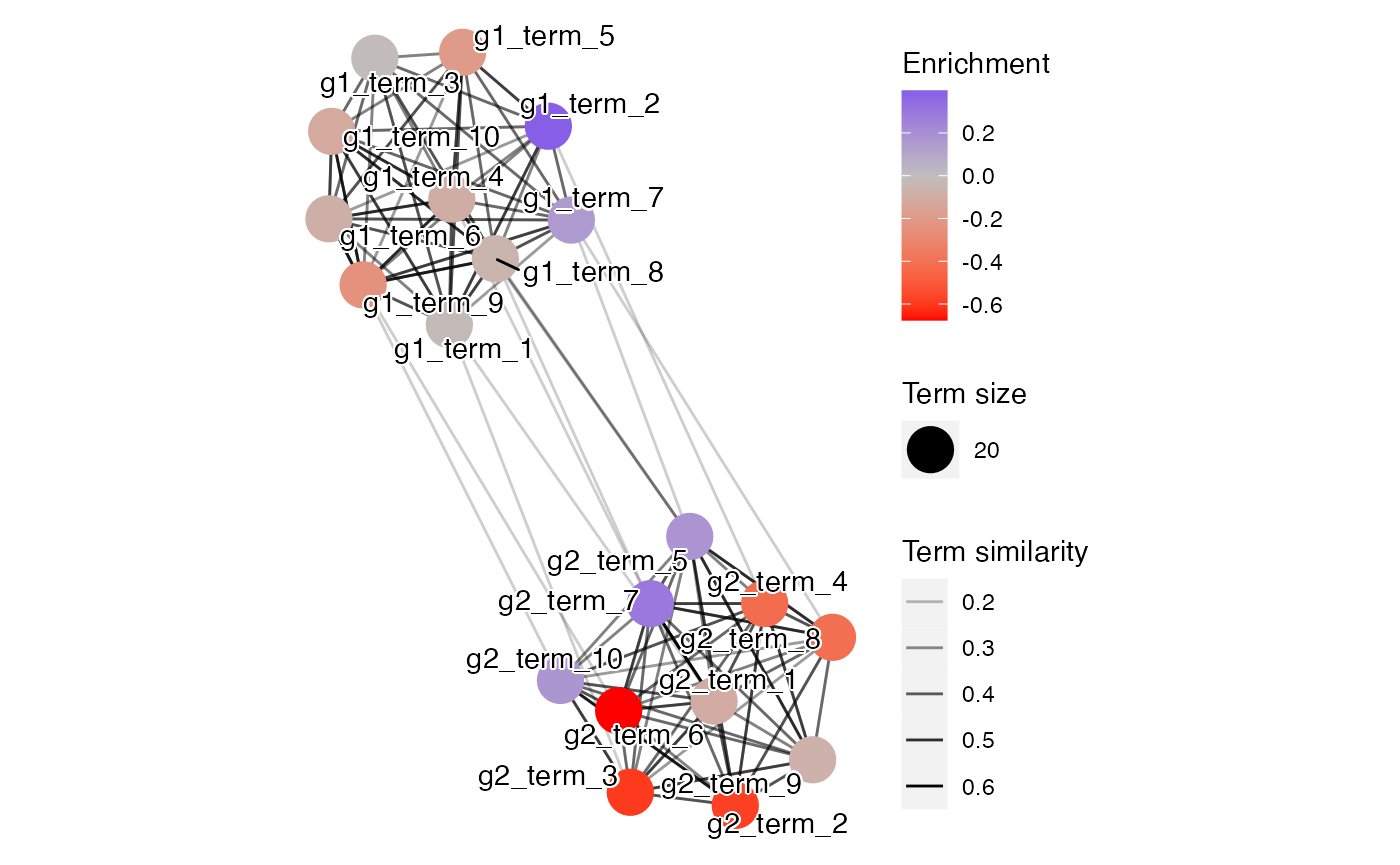 g1_term_5
g1_term_3
g1_term_2
g1_term_10
g1_term_4
g1_term_7
g1_term_6
g1_term_8
g1_term_9
g1_term_1
g2_term_5
g2_term_4
g2_term_7
g2_term_8
g2_term_10
g2_term_1
g2_term_6
g2_term_3
g2_term_9
g2_term_2
Enrichment
0.2
0.0
-0.2
-0.4
-0.6
Term size
20
Term similarity
0.2
0.3
0.4
0.5
0.6